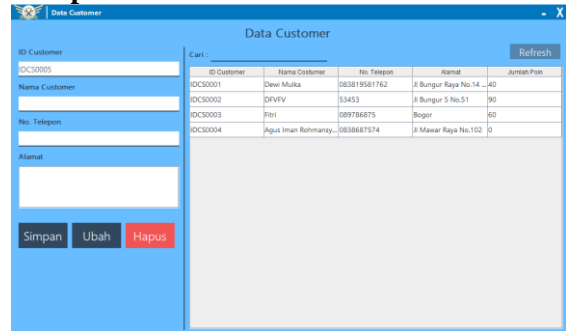 Data Customer
- X
Data Customer
ID Customer
IDCS0005
Nama Customer
No. Telepon
Alamat
Simpan Ubah Hapus
Cari :
Refresh
ID Customer Nama Costumer No. Telepon Alamat Jumlah Poin
IDCS0001 Dewi Mulka 083819581762 Jl Bungur Raya No.14 ... 40
IDCS0002 DFVFV 53453 Jl Bungur 5 No.51 90
IDCS0003 Fitri 089786875 Bogor 60
IDCS0004 Agus Iman Rohmansy... 0838687574 Jl Mawar Raya No.102 0